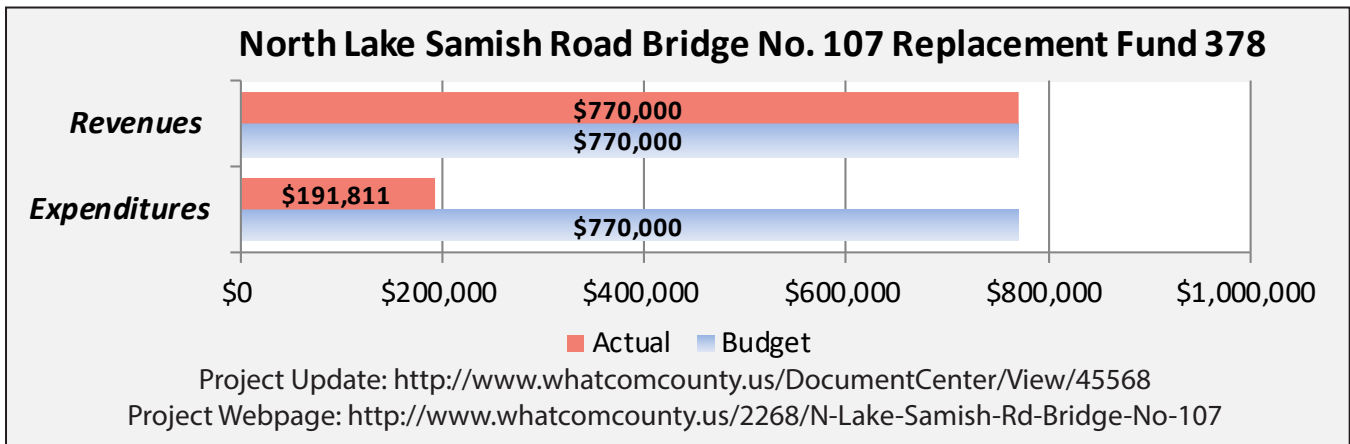 North Lake Samish Road Bridge No. 107 Replacement Fund 378
Revenues
$770,000
$770,000
Expenditures
$191,811
$770,000
$0 $200,000 $400,000 $600,000 $800,000 $1,000,000
Actual Budget
Project Update: http://www.whatcomcounty.us/DocumentCenter/View/45568
Project Webpage: http://www.whatcomcounty.us/2268/N-Lake-Samish-Rd-Bridge-No-107